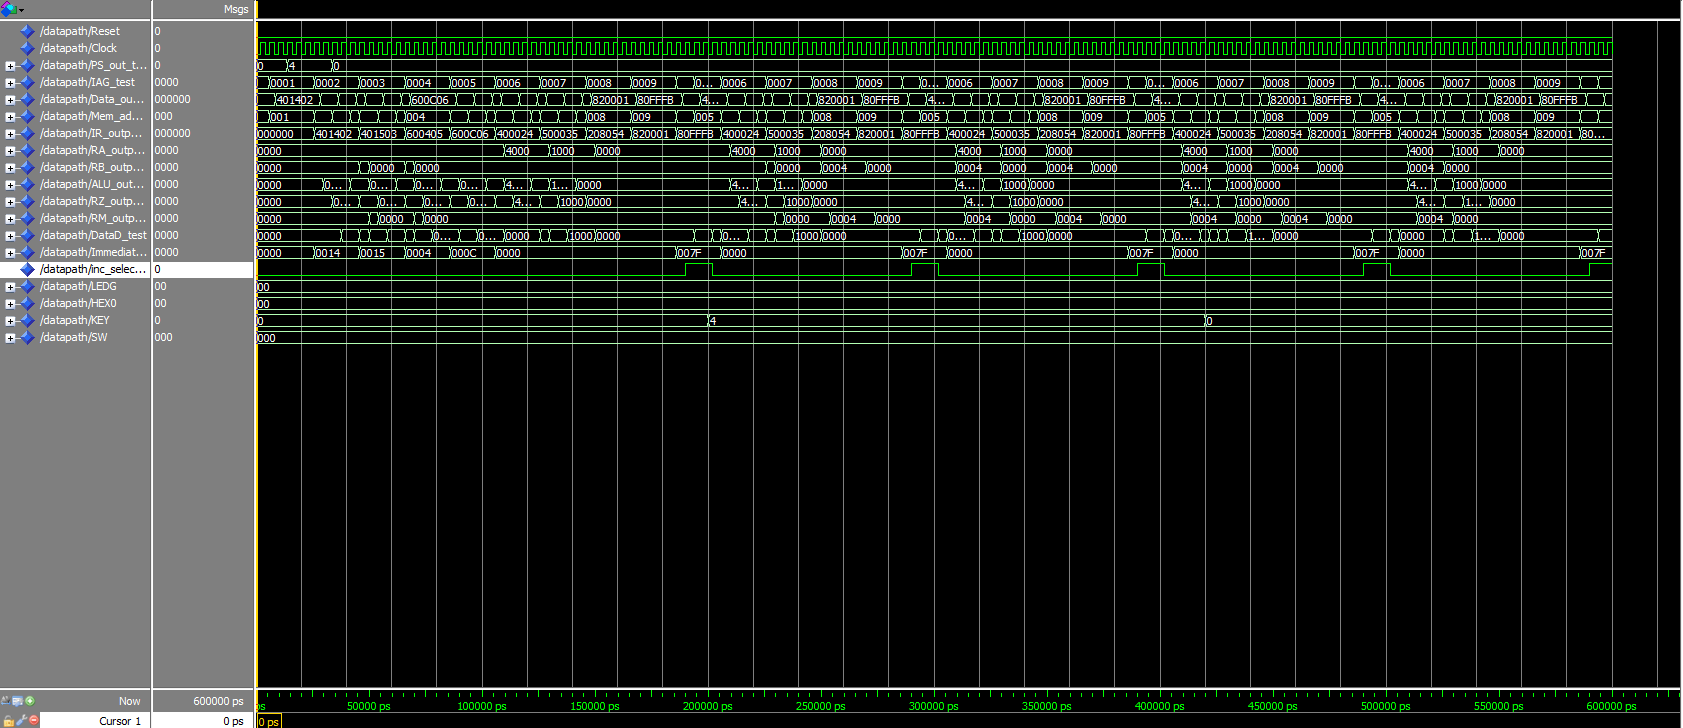 Msgs
/datapath/Reset 0
/datapath/Clock 0
/datapath/PS_out_t... 0 0 4 0
/datapath/IAG_test 0000 0001 0002 0003 0004 0005 0006 0007 0008 0009 0... 0006 0007 0008 0009 0... 0006 0007 0008 0009 0... 0006 0007 0008 0009 0... 0006 0007 0008 0009
/datapath/Data_ou... 000000 401402 600C06 820001 80FFFB 4... 820001 80FFFB 4... 820001 80FFFB 4... 820001 80FFFB 4... 820001 80FFFB
/datapath/Mem_ad... 000 001 004 008 009 005 008 009 005 008 009 005 008 009 005 008 009
/datapath/IR_outp... 000000 000000 401402 401503 600405 600C06 400024 500035 208054 820001 80FFFB 400024 500035 208054 820001 80FFFB 400024 500035 208054 820001 80FFFB 400024 500035 208054 820001 80FFFB 400024 500035 208054 820001 80...
/datapath/RA_outp... 0000 0000 4000 1000 0000 4000 1000 0000 4000 1000 0000 4000 1000 0000 4000 1000 0000
/datapath/RB_outp... 0000 0000 0000 0000 0000 0004 0000 0004 0000 0004 0000 0004 0000 0004 0000 0004 0000
/datapath/ALU_out... 0000 0000 0... 0... 0... 0... 4... 1... 0000 4... 1... 0000 4... 1000 0000 4... 1000 0000 4... 1000 0000
/datapath/RZ_outp... 0000 0000 0... 0... 0... 0... 4... 1000 0000 4... 1000 0000 4... 1000 0000 4... 1000 0000 4... 1... 0000
/datapath/RM_outp... 0000 0000 0000 0000 0000 0004 0000 0004 0000 0004 0000 0004 0000 0004 0000 0004 0000
/datapath/DataD_test 0000 0000 0... 0... 0000 1000 0000 0... 1000 0000 0... 1000 0000 0... 1... 0000 0000 1... 0000
/datapath/Immediat... 0000 0000 0014 0015 0004 000C 0000 007F 0000 007F 0000 007F 0000 007F 0000 007F
/datapath/inc_selec... 0
/datapath/LEDG 00 00
/datapath/HEX0 00 00
/datapath/KEY 0 0 4 0
/datapath/SW 000 000
Now 600000 ps ps 50000 ps 100000 ps 150000 ps 200000 ps 250000 ps 300000 ps 350000 ps 400000 ps 450000 ps 500000 ps 550000 ps 600000 ps
Cursor 1 0 ps 0 ps